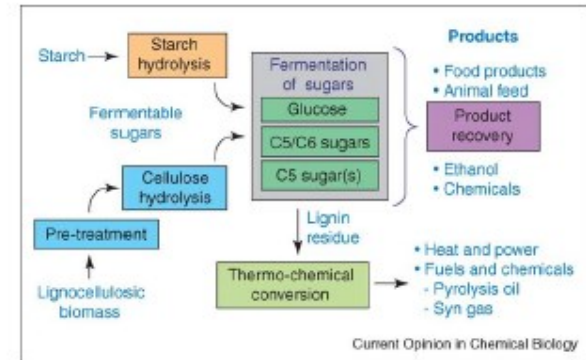 Starch
Starch
hydrolysis
Fermentable
sugars
Cellulose
hydrolysis
Pre-treatment
Lignocellulosic
biomass
Fermentation
of sugars
Glucose
C5/C6 sugars
C5 sugar(s)
Lignin
residue
Thermo-chemical
conversion
Products
• Food products
• Animal feed
Product
recovery
• Ethanol
• Chemicals
• Heat and power
• Fuels and chemicals
- Pyrolysis oil
- Syn gas
Current Opinion in Chemical Biology